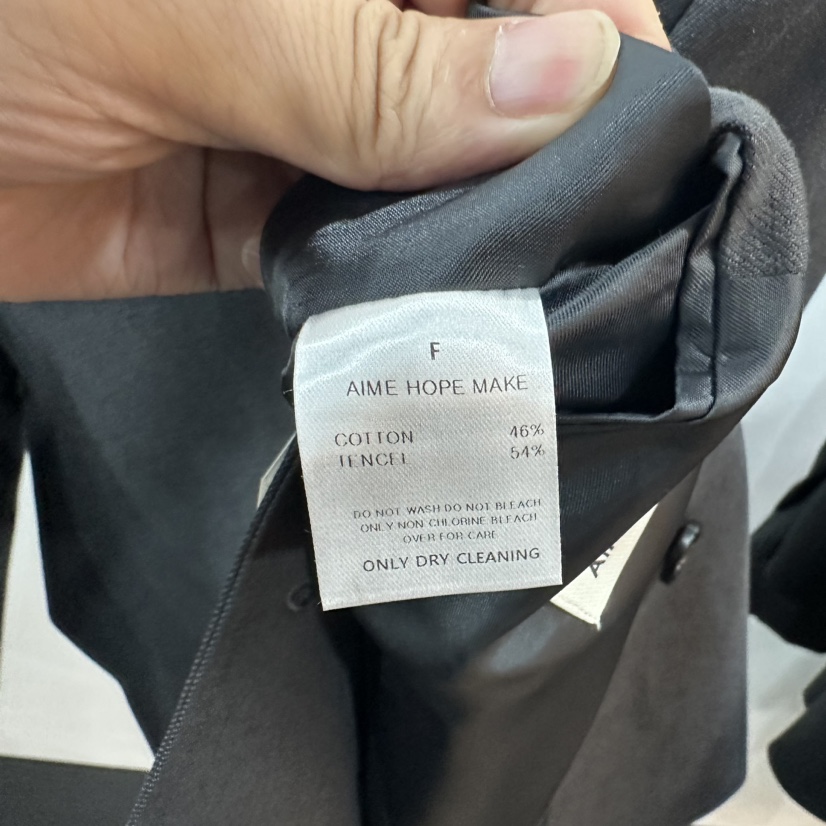 F
AIME HOPE MAKE
COTTON 46%
TENCEL 54%
DO NOT WASH DO NOT BLEACH
ONLY NON CHLORINE BLEACH
OVER FOR CARE
ONLY DRY CLEANING